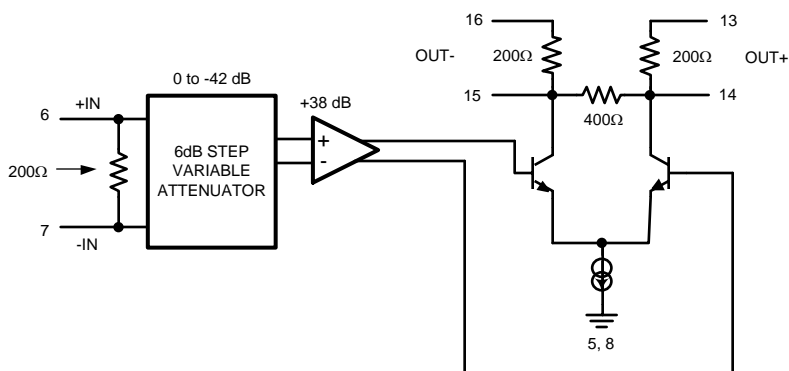 16
13
OUT-
200Ω
200Ω
OUT+
0 to -42 dB
15
14
+38 dB
400Ω
6
+IN
200Ω
6dB STEP
VARIABLE
ATTENUATOR
+
-
7
-IN
5, 8